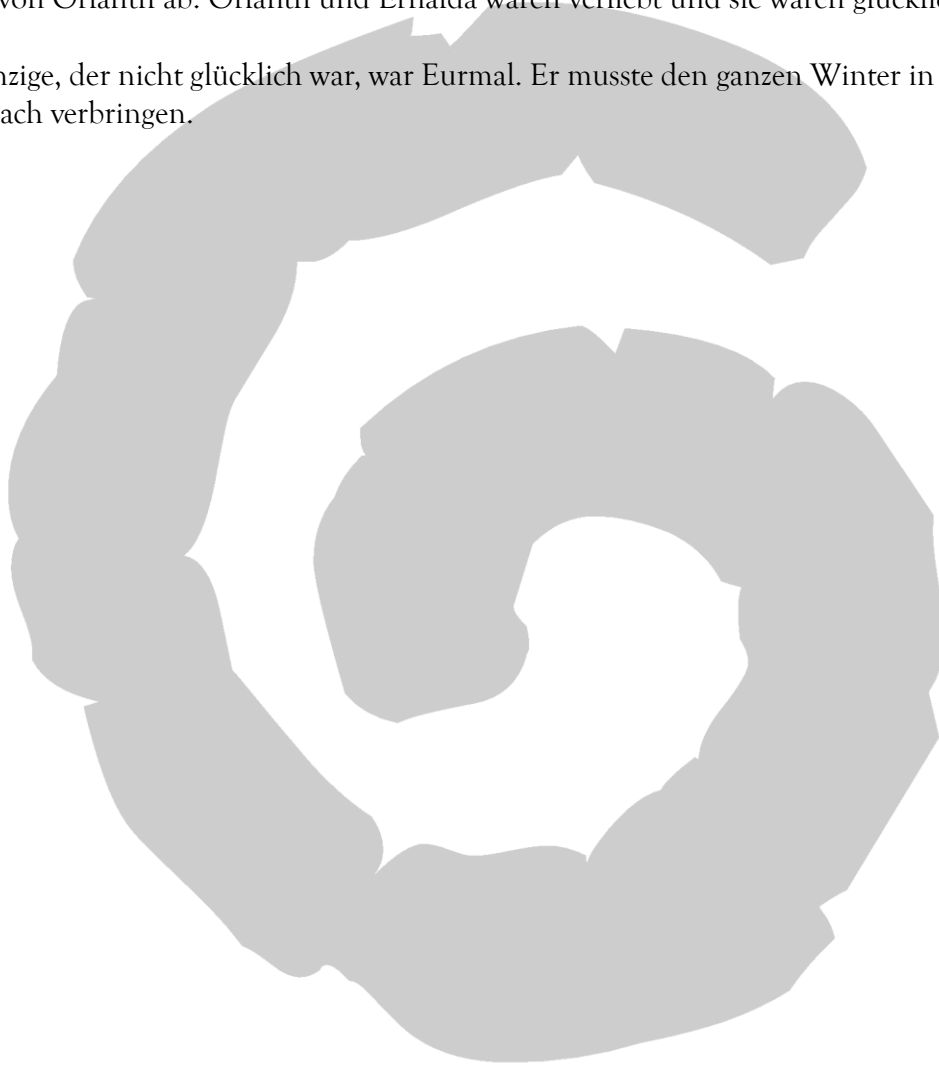 von Orlanth ab. Orlanth und Ernalda waren verliebt und sie waren glückli
nzige, der nicht glücklich war, war Eurmal. Er musste den ganzen Winter in
ach verbringen.